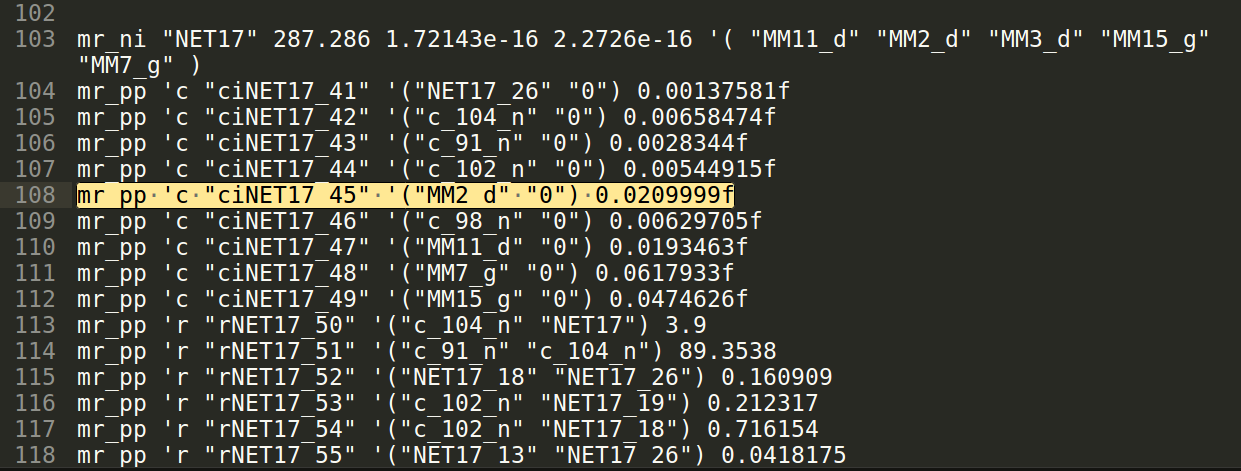 102
103 mr_ni "NET17" 287.286 1.72143e-16 2.2726e-16 '( "MM11_d" "MM2_d" "MM3_d" "MM15_g"
"MM7_g" )
104 mr_pp 'c "ciNET17_41" '("NET17_26" "0") 0.00137581f
105 mr_pp 'c "ciNET17_42" '("c_104_n" "0") 0.00658474f
106 mr_pp 'c "ciNET17_43" '("c_91_n" "0") 0.0028344f
107 mr_pp 'c "ciNET17_44" '("c_102_n" "0") 0.00544915f
108 mr_pp 'c "ciNET17_45" '("MM2_d" "0") 0.0209999f
109 mr_pp 'c "ciNET17_46" '("c_98_n" "0") 0.00629705f
110 mr_pp 'c "ciNET17_47" '("MM11_d" "0") 0.0193463f
111 mr_pp 'c "ciNET17_48" '("MM7_g" "0") 0.0617933f
112 mr_pp 'c "ciNET17_49" '("MM15_g" "0") 0.0474626f
113 mr_pp 'r "rNET17_50" '("c_104_n" "NET17") 3.9
114 mr_pp 'r "rNET17_51" '("c_91_n" "c_104_n") 89.3538
115 mr_pp 'r "rNET17_52" '("NET17_18" "NET17_26") 0.160909
116 mr_pp 'r "rNET17_53" '("c_102_n" "NET17_19") 0.212317
117 mr_pp 'r "rNET17_54" '("c_102_n" "NET17_18") 0.716154
118 mr_pp 'r "rNET17_55" '("NET17_13" "NET17_26") 0.0418175